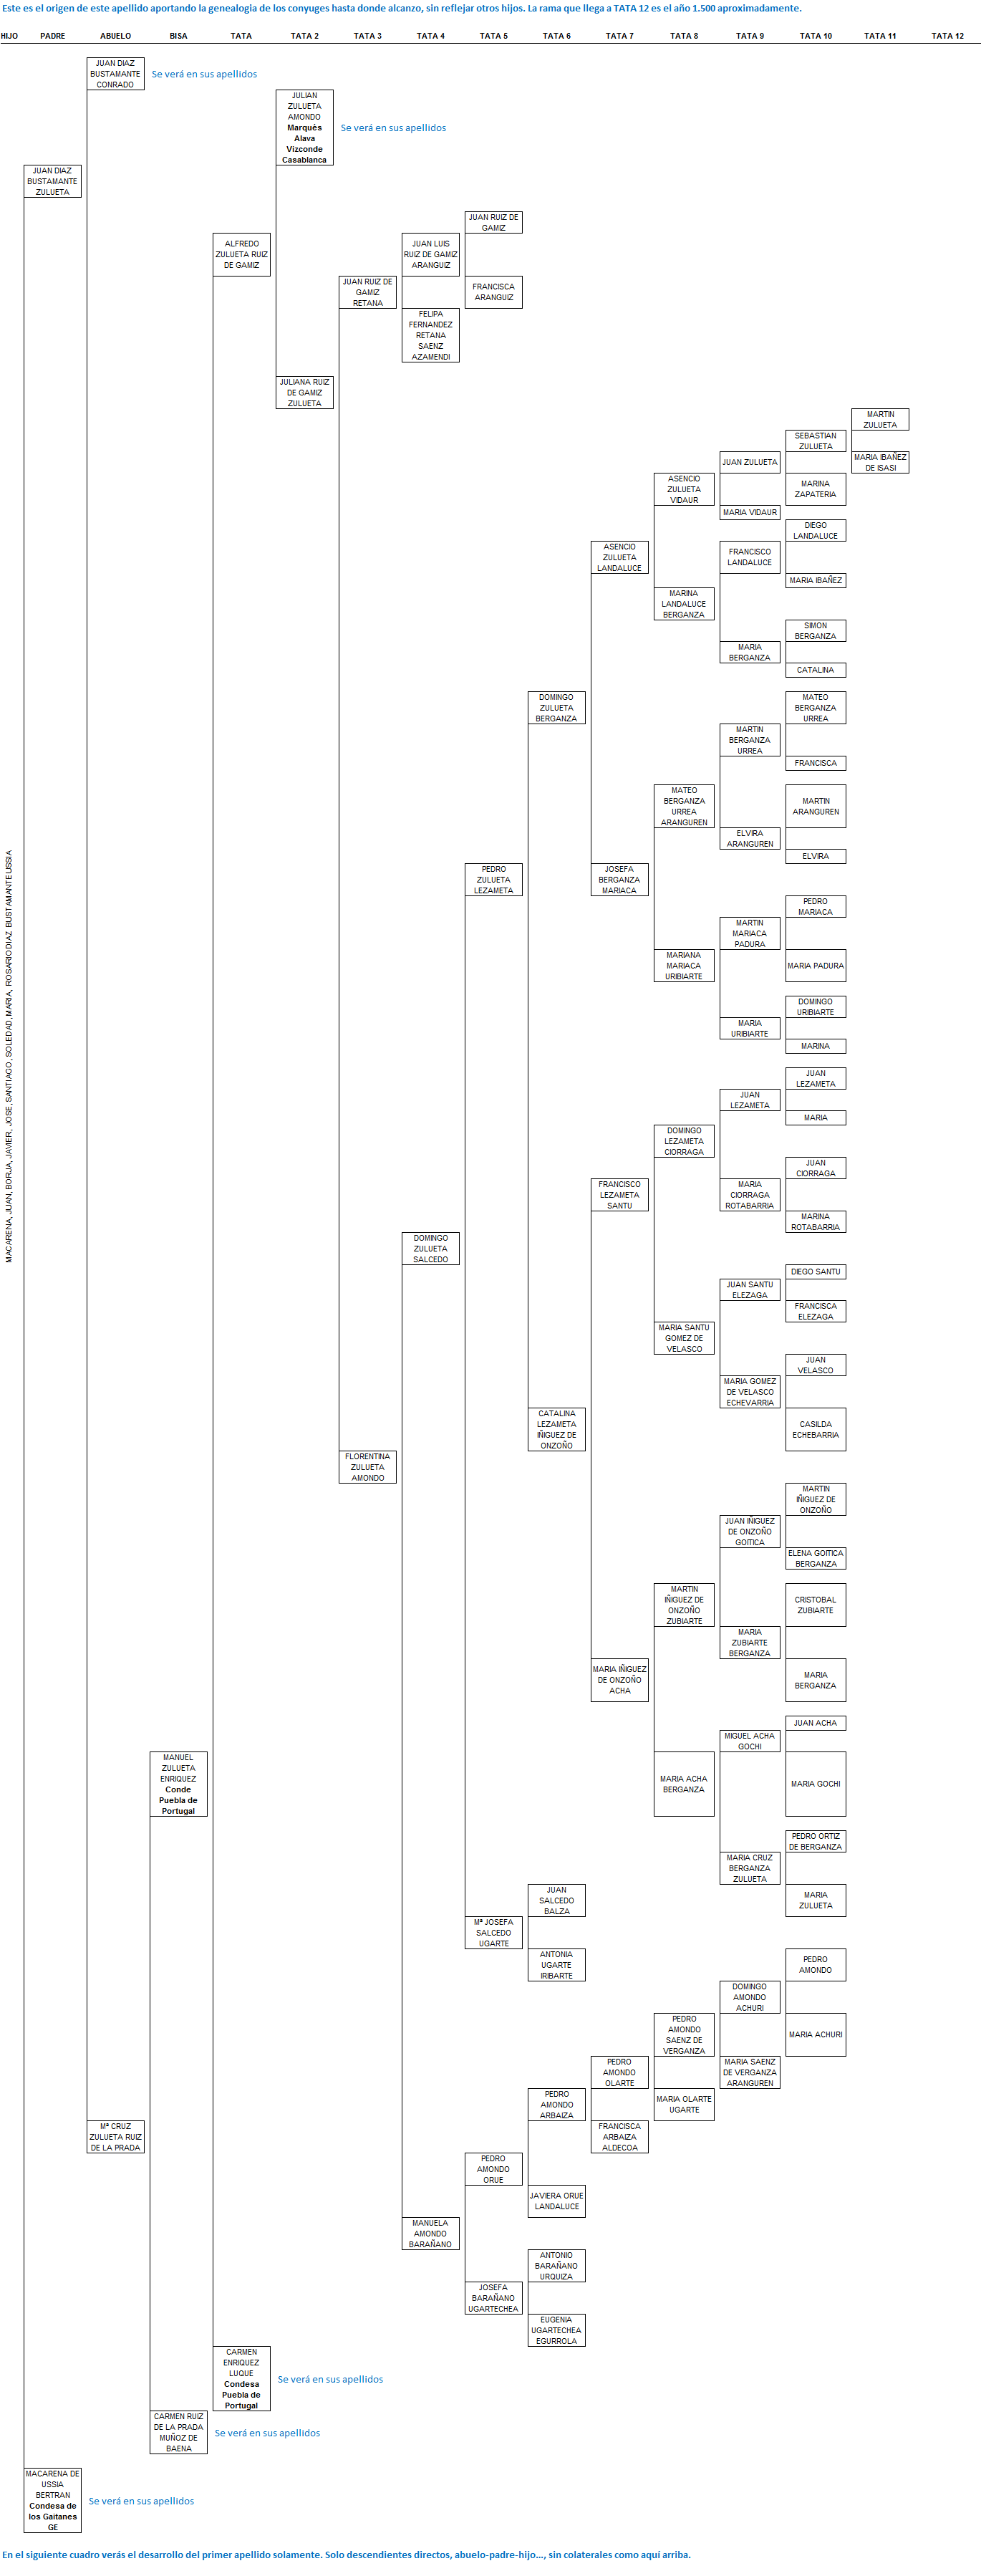 Este es el origen de este apellido aportando la genealogia de los conyuges hasta donde alcanzo, sin reflejar otros hijos. La rama que llega a TATA 12 es el año 1.500 aproximadamente.
HIJO PADRE ABUELO BISA TATA TATA 2 TATA 3 TATA 4 TATA 5 TATA 6 TATA 7 TATA 8 TATA 9 TATA 10 TATA 11 TATA 12
JUAN DIAZ
BUSTAMANTE
CONRADO
Se verá en sus apellidos
JULIAN
ZULUETA
AMONDO
Marqués
Alava
Vizconde
Casablanca
Se verá en sus apellidos
JUAN DIAZ
BUSTAMANTE
ZULUETA
JUAN RUIZ DE
GAMIZ
ALFREDO
ZULUETA RUIZ
DE GAMIZ
JUAN LUIS
RUIZ DE GAMIZ
ARANGUIZ
JUAN RUIZ DE
GAMIZ
RETANA
FRANCISCA
ARANGUIZ
FELIPA
FERNANDEZ
RETANA
SAENZ
AZAMENDI
JULIANA RUIZ
DE GAMIZ
ZULUETA
MARTIN
ZULUETA
SEBASTIAN
ZULUETA
JUAN ZULUETA
MARIA IBAÑEZ
DE ISASI
ASENCIO
ZULUETA
VIDAUR
MARINA
ZAPATERIA
MARIA VIDAUR
DIEGO
LANDALUCE
ASENCIO
ZULUETA
LANDALUCE
FRANCISCO
LANDALUCE
MARIA IBAÑEZ
MARINA
LANDALUCE
BERGANZA
SIMON
BERGANZA
MARIA
BERGANZA
CATALINA
DOMINGO
ZULUETA
BERGANZA
MATEO
BERGANZA
URREA
MARTIN
BERGANZA
URREA
FRANCISCA
MATEO
BERGANZA
URREA
ARANGUREN
MARTIN
ARANGUREN
ELVIRA
ARANGUREN
ELVIRA
MACARENA, JUAN, BORJA, JAVIER, JOSE, SANTIAGO, SOLEDAD, MARIA, ROSARIO DIAZ BUSTAMANTE USSIA
PEDRO
ZULUETA
LEZAMETA
JOSEFA
BERGANZA
MARIACA
PEDRO
MARIACA
MARTIN
MARIACA
PADURA
MARIANA
MARIACA
URIBIARTE
MARIA PADURA
DOMINGO
URIBIARTE
MARIA
URIBIARTE
MARINA
JUAN
LEZAMETA
JUAN
LEZAMETA
MARIA
DOMINGO
LEZAMETA
CIORRAGA
JUAN
CIORRAGA
FRANCISCO
LEZAMETA
SANTU
MARIA
CIORRAGA
ROTABARRIA
MARINA
ROTABARRIA
DOMINGO
ZULUETA
SALCEDO
DIEGO SANTU
JUAN SANTU
ELEZAGA
FRANCISCA
ELEZAGA
MARIA SANTU
GOMEZ DE
VELASCO
JUAN
VELASCO
MARIA GOMEZ
DE VELASCO
ECHEVARRIA
CATALINA
LEZAMETA
IÑIGUEZ DE
ONZOÑO
CASILDA
ECHEBARRIA
FLORENTINA
ZULUETA
AMONDO
MARTIN
IÑIGUEZ DE
ONZOÑO
JUAN IÑIGUEZ
DE ONZOÑO
GOITICA
ELENA GOITICA
BERGANZA
MARTIN
IÑIGUEZ DE
ONZOÑO
ZUBIARTE
CRISTOBAL
ZUBIARTE
MARIA
ZUBIARTE
BERGANZA
MARIA IÑIGUEZ
DE ONZOÑO
ACHA
MARIA
BERGANZA
JUAN ACHA
MIGUEL ACHA
GOCHI
MANUEL
ZULUETA
ENRIQUEZ
Conde
Puebla de
Portugal
MARIA ACHA
BERGANZA
MARIA GOCHI
PEDRO ORTIZ
DE BERGANZA
MARIA CRUZ
BERGANZA
ZULUETA
JUAN
SALCEDO
BALZA
MARIA
ZULUETA
Mª JOSEFA
SALCEDO
UGARTE
ANTONIA
UGARTE
IRIBARTE
PEDRO
AMONDO
DOMINGO
AMONDO
ACHURI
PEDRO
AMONDO
SAENZ DE
VERGANZA
MARIA ACHURI
PEDRO
AMONDO
OLARTE
MARIA SAENZ
DE VERGANZA
ARANGUREN
PEDRO
AMONDO
ARBAIZA
MARIA OLARTE
UGARTE
Mª CRUZ
ZULUETA RUIZ
DE LA PRADA
FRANCISCA
ARBAIZA
ALDECOA
PEDRO
AMONDO
ORUE
JAVIERA ORUE
LANDALUCE
MANUELA
AMONDO
BARAÑANO
ANTONIO
BARAÑANO
URQUIZA
JOSEFA
BARAÑANO
UGARTECHEA
EUGENIA
UGARTECHEA
EGURROLA
CARMEN
ENRIQUEZ
LUQUE
Condesa
Puebla de
Portugal
Se verá en sus apellidos
CARMEN RUIZ
DE LA PRADA
MUÑOZ DE
BAENA
Se verá en sus apellidos
MACARENA DE
USSIA
BERTRAN
Condesa de
los Gaitanes
GE
Se verá en sus apellidos
En el siguiente cuadro verás el desarrollo del primer apellido solamente. Solo descendientes directos, abuelo-padre-hijo..., sin colaterales como aquí arriba.